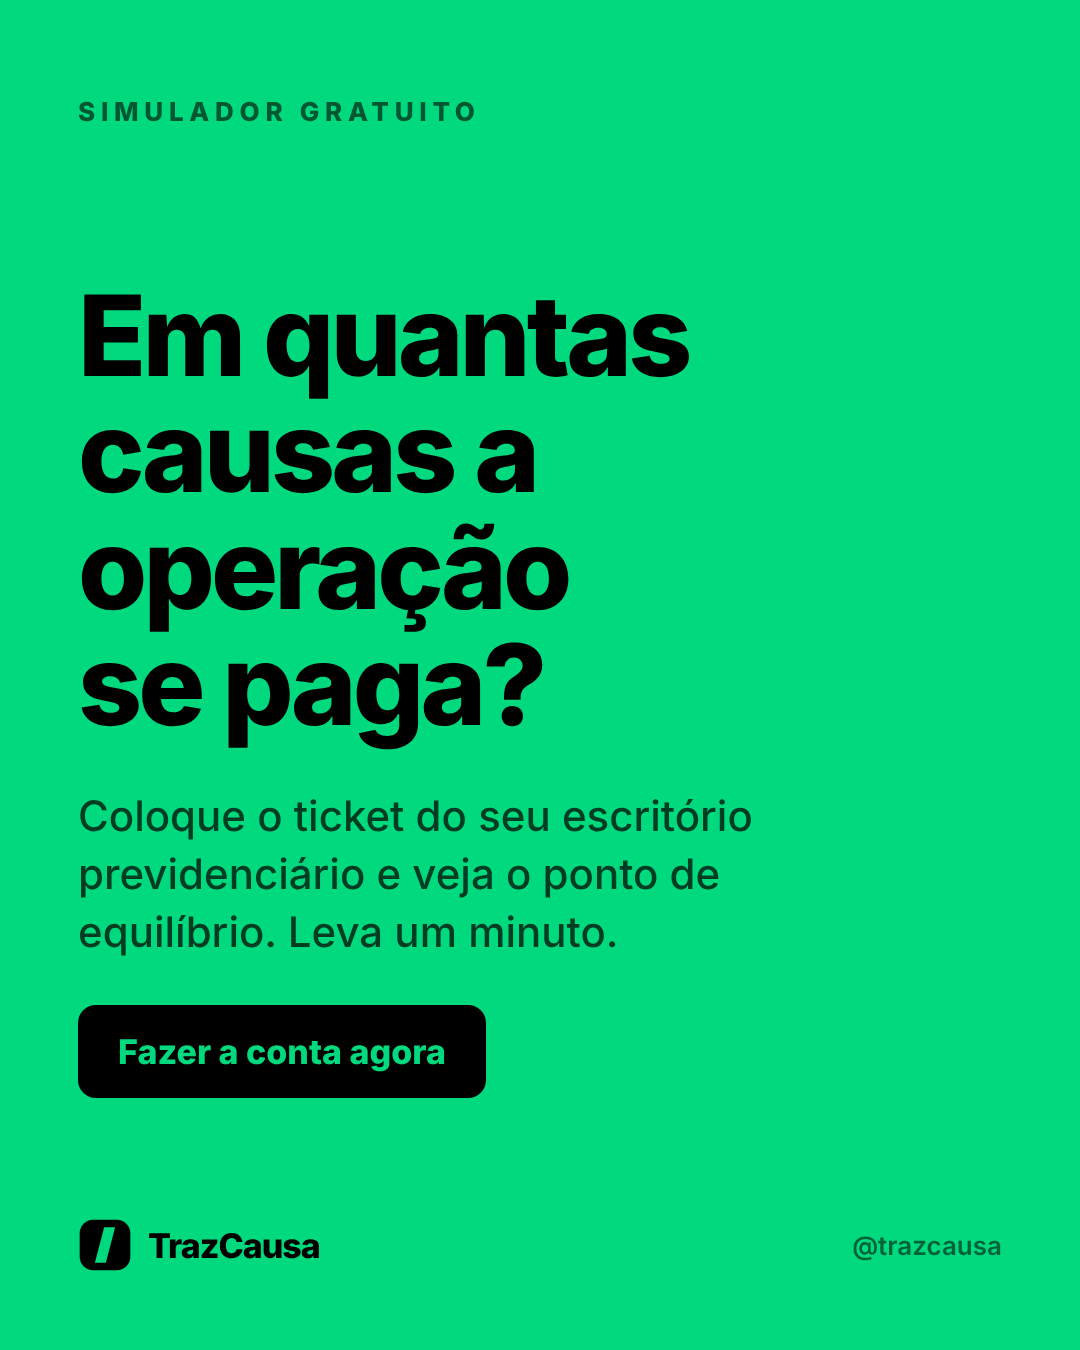 SIMULADOR GRATUITO
Em quantas
causas a
operação
se paga?
Coloque o ticket do seu escritório
previdenciário e veja o ponto de
equilíbrio. Leva um minuto.
Fazer a conta agora
TrazCausa
@trazcausa